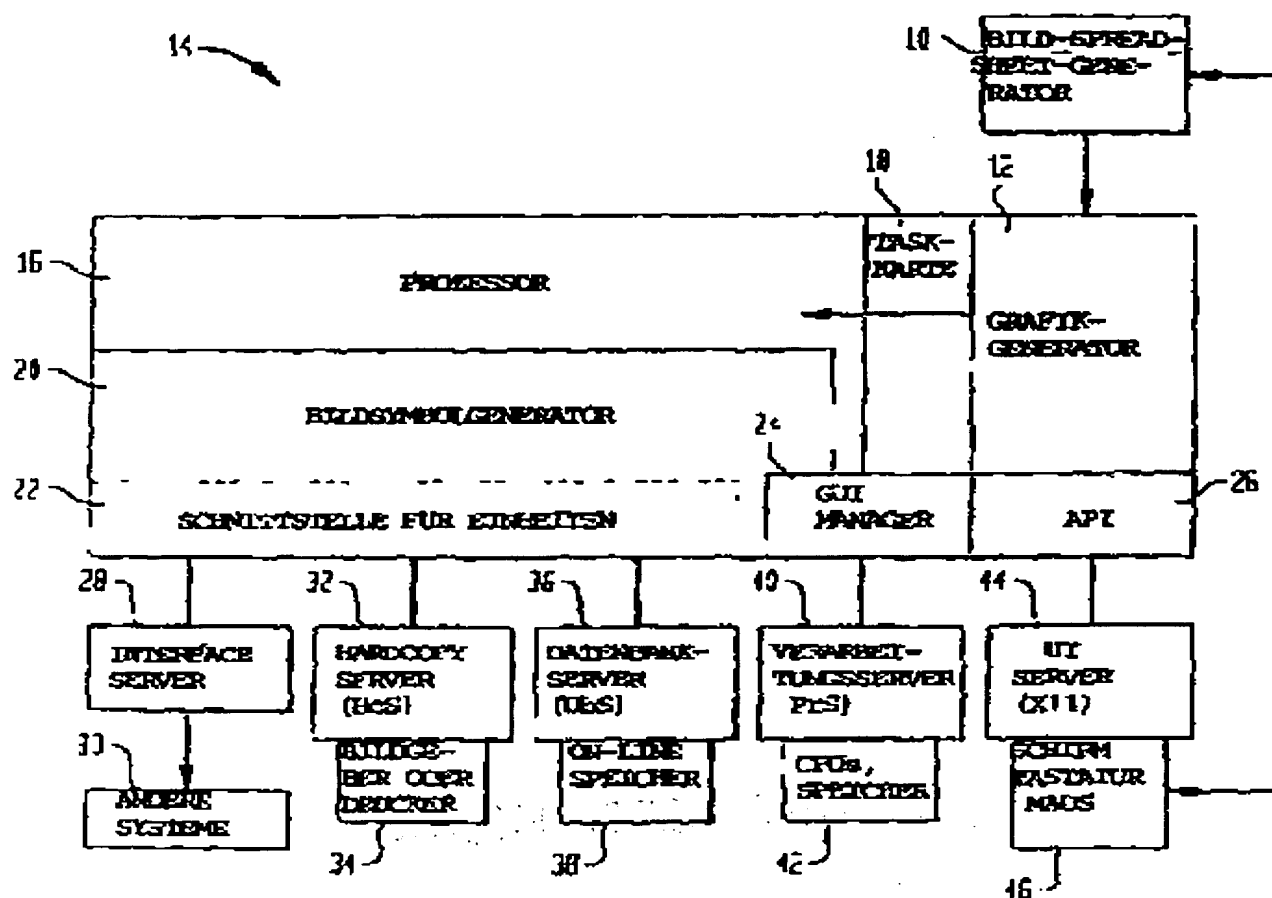 14
10
BILD-SPREAD-
SHEET-GENE-
RATOR
18
12
16
PROZESSOR
TASK-
GRAFIK-
GENERATOR
20
BILDSYMBOLGENERATOR
24
22
SCHNITTSTELLE FÜR EINHEITEN
GUI
MANAGER
API
26
28
32
36
40
44
INTERFACE
SERVER
HARDCOPY
SERVER
(HcS)
DATENBANK-
SERVER
(DbS)
VERARBEI-
TUNGSSERVER
PrS)
UI
SERVER
(X11)
30
ANDERE
SYSTEME
BILDGE-
BER ODER
DRUCKER
34
ON-LINE
SPEICHER
38
CPUs,
SPEICHER
42
SCHIRM
TASTATUR
MAUS
46